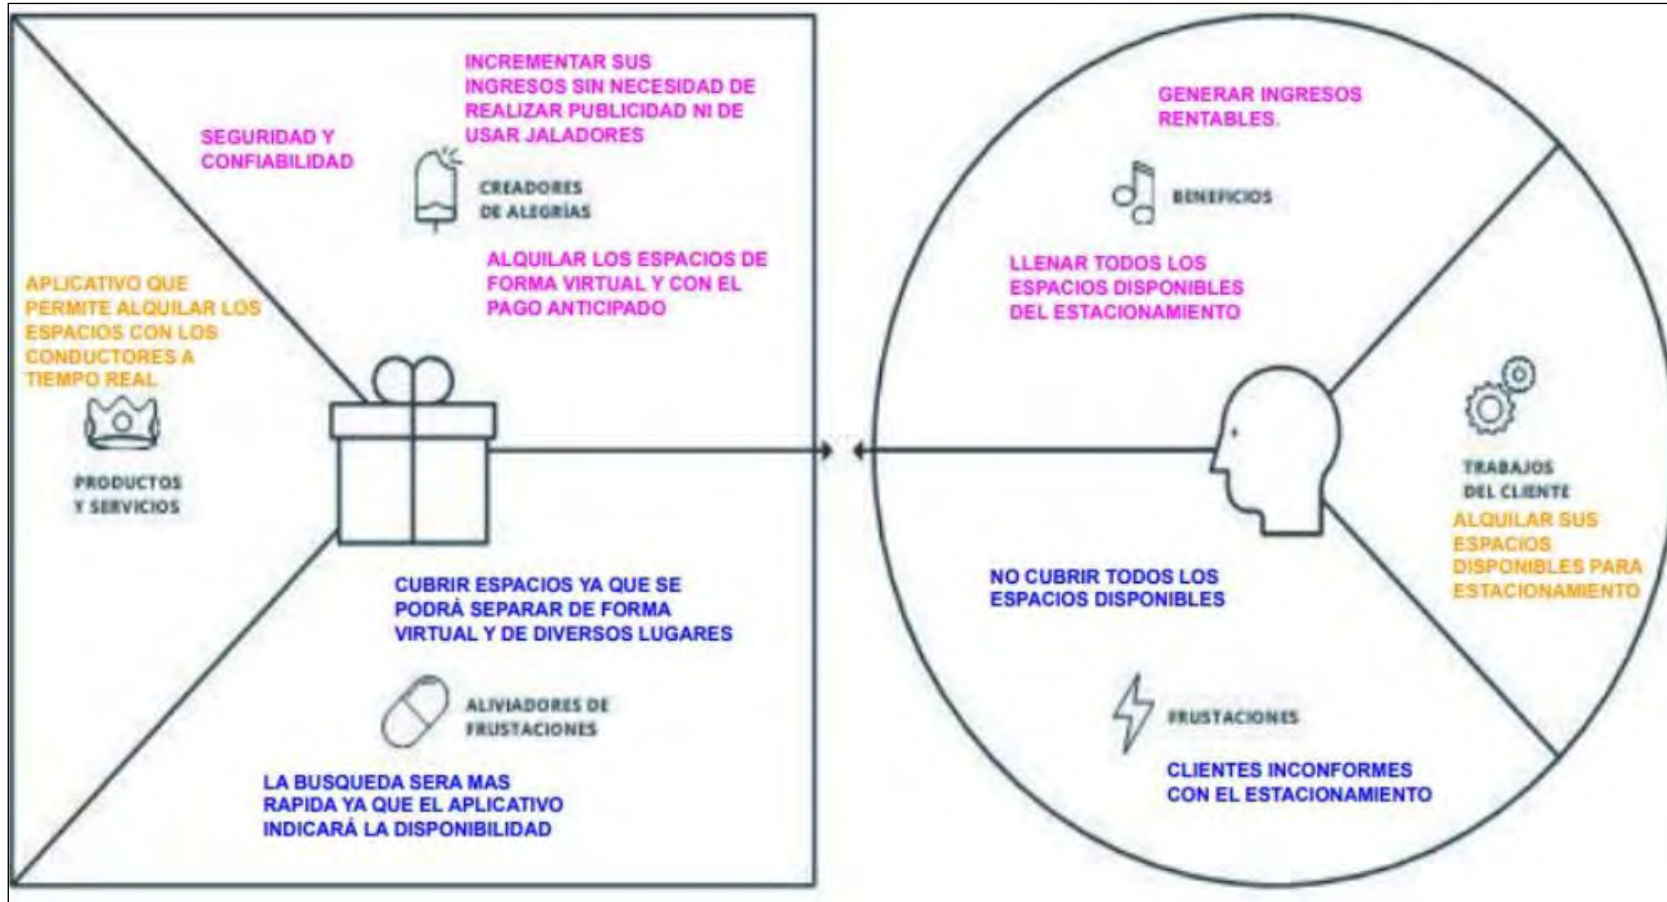 INCREMENTAR SUS
INGRESOS SIN NECESIDAD DE
REALIZAR PUBLICIDAD NI DE
USAR JALADORES
SEGURIDAD Y
CONFIABILIDAD
CREADORES
DE ALEGRÍAS
ALQUILAR LOS ESPACIOS DE
FORMA VIRTUAL Y CON EL
PAGO ANTICIPADO
APLICATIVO QUE
PERMITE ALQUILAR LOS
ESPACIOS CON LOS
CONDUCTORES A
TIEMPO REAL
PRODUCTOS
Y SERVICIOS
CUBRIR ESPACIOS YA QUE SE
PODRÁ SEPARAR DE FORMA
VIRTUAL Y DE DIVERSOS LUGARES
ALIVIADORES DE
FRUSTACIONES
LA BUSQUEDA SERA MAS
RAPIDA YA QUE EL APLICATIVO
INDICARÁ LA DISPONIBILIDAD
GENERAR INGRESOS
RENTABLES.
BENEFICIOS
LLENAR TODOS LOS
ESPACIOS DISPONIBLES
DEL ESTACIONAMIENTO
TRABAJOS
DEL CLIENTE
ALQUILAR SUS
ESPACIOS
DISPONIBLES PARA
ESTACIONAMIENTO
NO CUBRIR TODOS LOS
ESPACIOS DISPONIBLES
FRUSTACIONES
CLIENTES INCONFORMES
CON EL ESTACIONAMIENTO